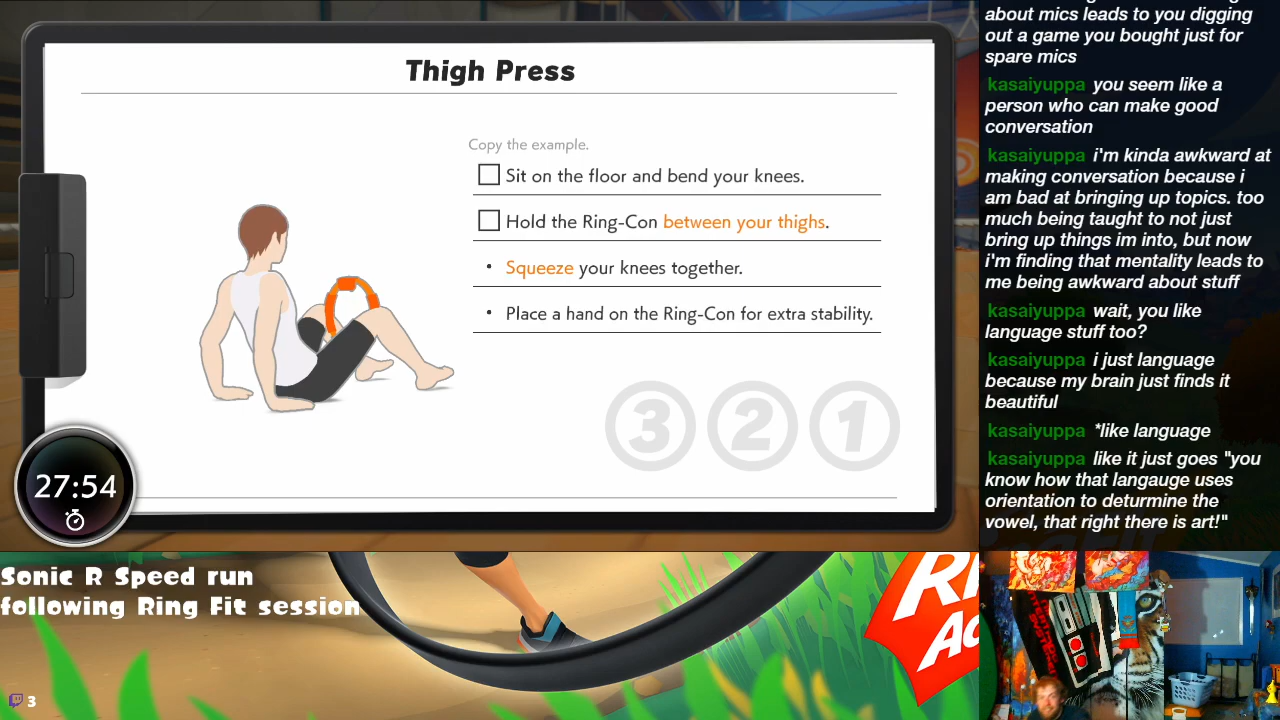 Thigh Press
Copy the example.
Sit on the floor and bend your knees.
Hold the Ring-Con between your thighs.
• Squeeze your knees together.
• Place a hand on the Ring-Con for extra stability.
3 2 1
27:54
Sonic R Speed run
following Ring Fit session
3
about mics leads to you digging
out a game you bought just for
spare mics
kasaiyuppa you seem like a
person who can make good
conversation
kasaiyuppa i'm kinda awkward at
making conversation because i
am bad at bringing up topics. too
much being taught to not just
bring up things im into, but now
i'm finding that mentality leads to
me being awkward about stuff
kasaiyuppa wait, you like
language stuff too?
kasaiyuppa i just language
because my brain just finds it
beautiful
kasaiyuppa *like language
kasaiyuppa like it just goes "you
know how that langauge uses
orientation to deturmine the
vowel, that right there is art!"